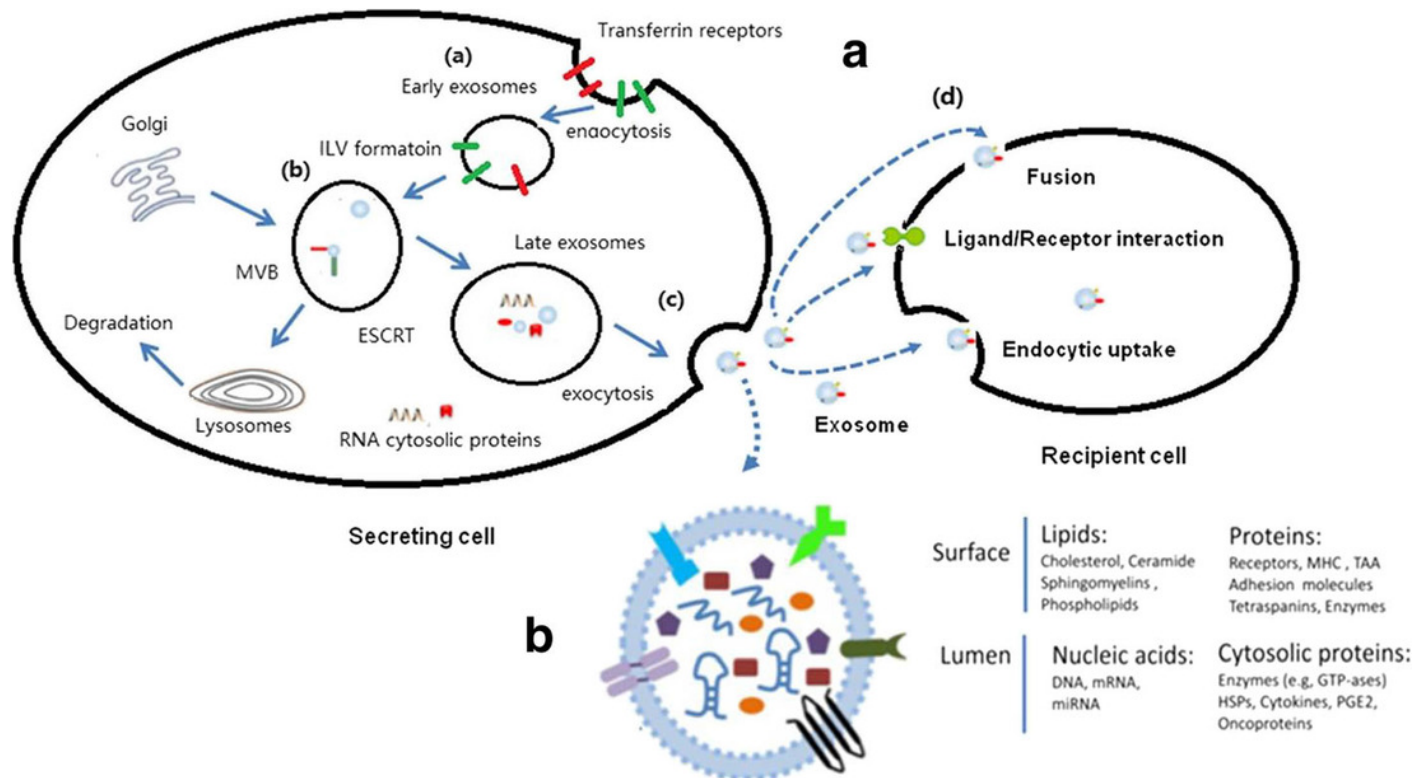 Transferrin receptors
a
(a)
Early exosomes
(d)
Golgi
endocytosis
ILV formatoin
(b)
Fusion
Late exosomes
Ligand/Receptor interaction
MVB
(c)
Degradation
ESCRT
Endocytic uptake
exocytosis
Lysosomes
RNA cytosolic proteins
Exosome
Recipient cell
Secreting cell
b
Surface
Lipids:
Cholesterol, Ceramide
Sphingomyelins ,
Phospholipids
Proteins:
Receptors, MHC , TAA
Adhesion molecules
Tetraspanins, Enzymes
Lumen
Nucleic acids:
DNA, mRNA,
miRNA
Cytosolic proteins:
Enzymes (e.g, GTP-ases)
HSPs, Cytokines, PGE2,
Oncoproteins